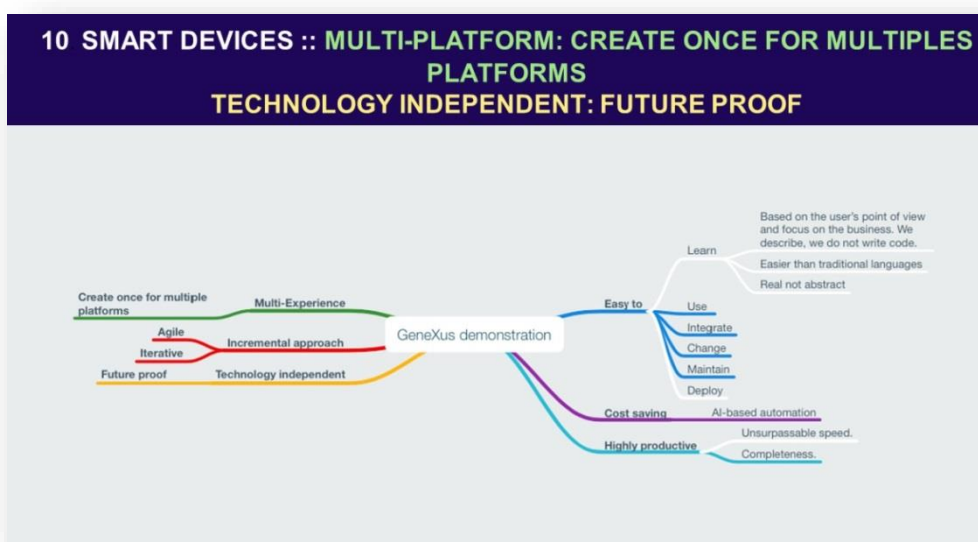 10 SMART DEVICES :: MULTI-PLATFORM: CREATE ONCE FOR MULTIPLES
PLATFORMS
TECHNOLOGY INDEPENDENT: FUTURE PROOF
Create once for multiple
platforms
Multi-Experience
Agile
Iterative
Incremental approach
Future proof
Technology independent
GeneXus demonstration
Easy to
Learn
Based on the user's point of view
and focus on the business. We
describe, we do not write code.
Easier than traditional languages
Real not abstract
Use
Integrate
Change
Maintain
Deploy
Cost saving
AI-based automation
Highly productive
Unsurpassable speed.
Completeness.